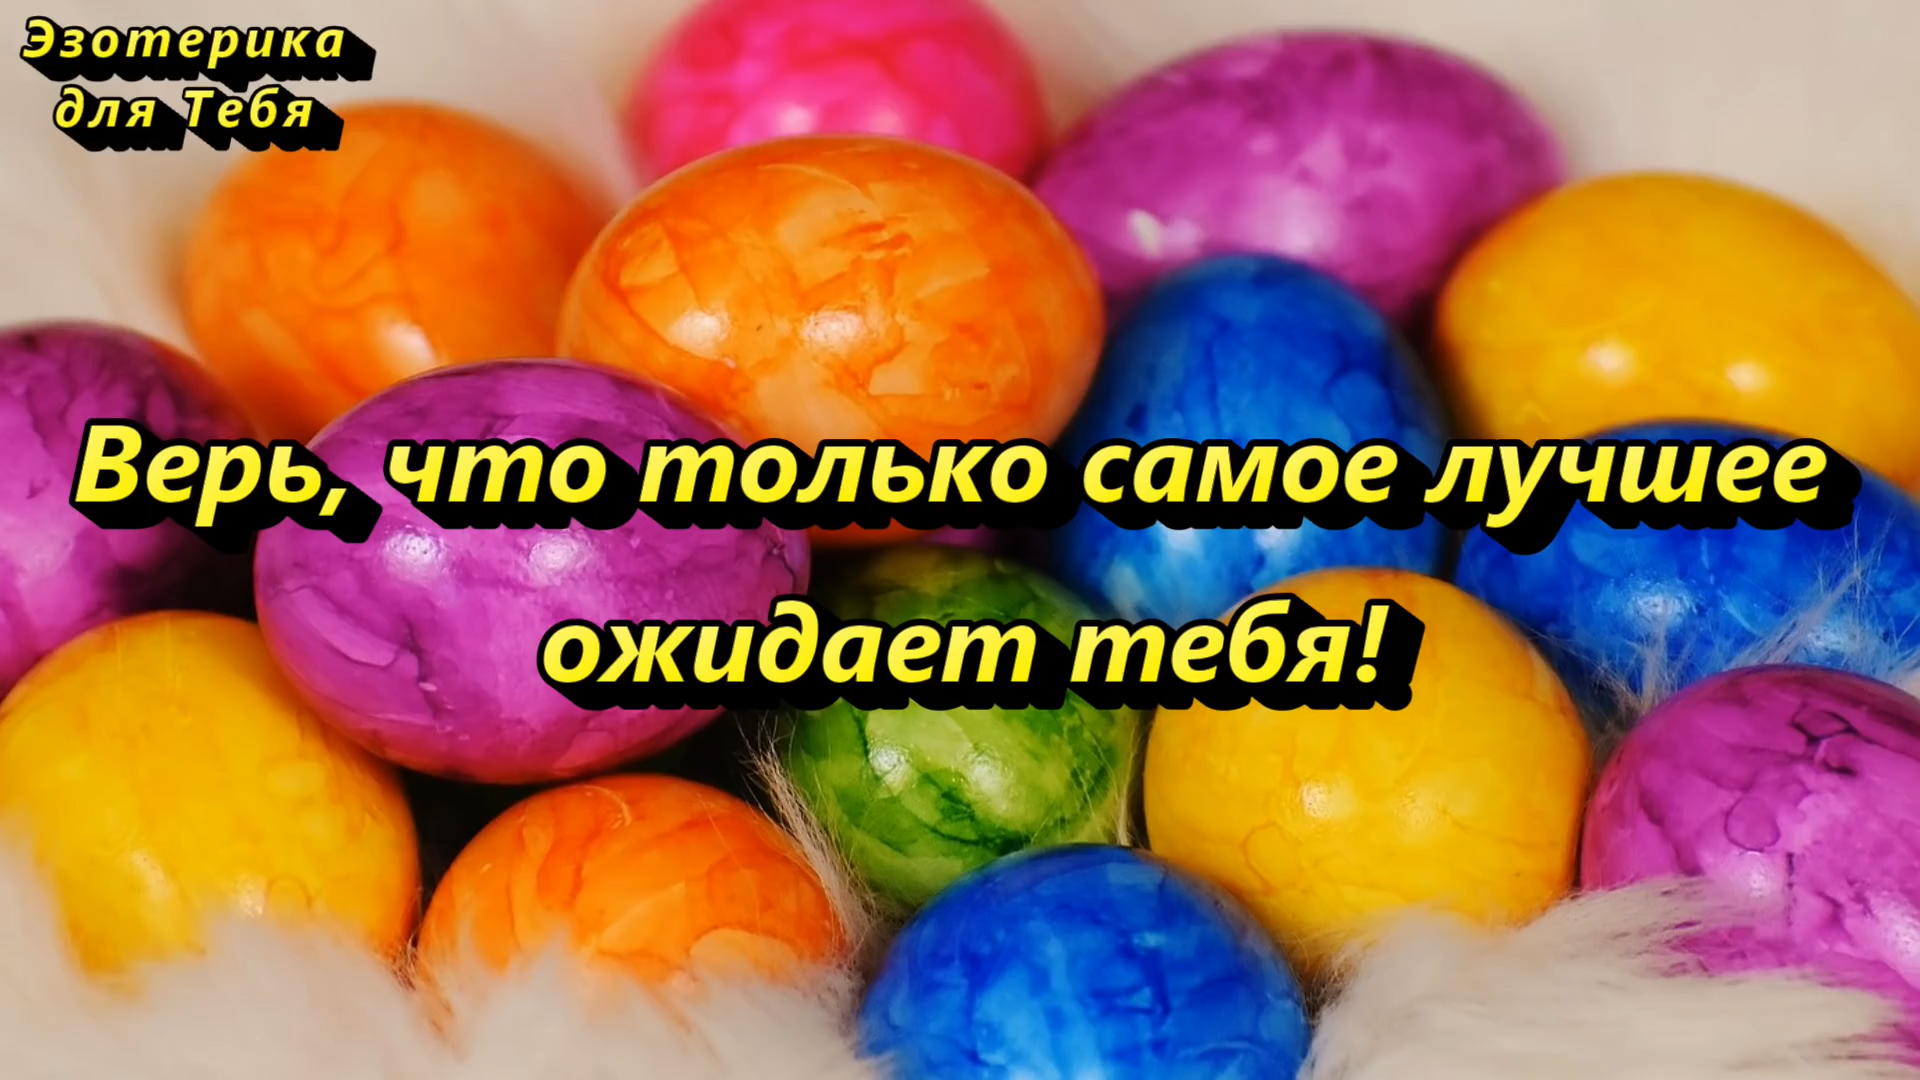 Эзотерика
для Тебя
Верь, что только самое лучшее
ожидает тебя!